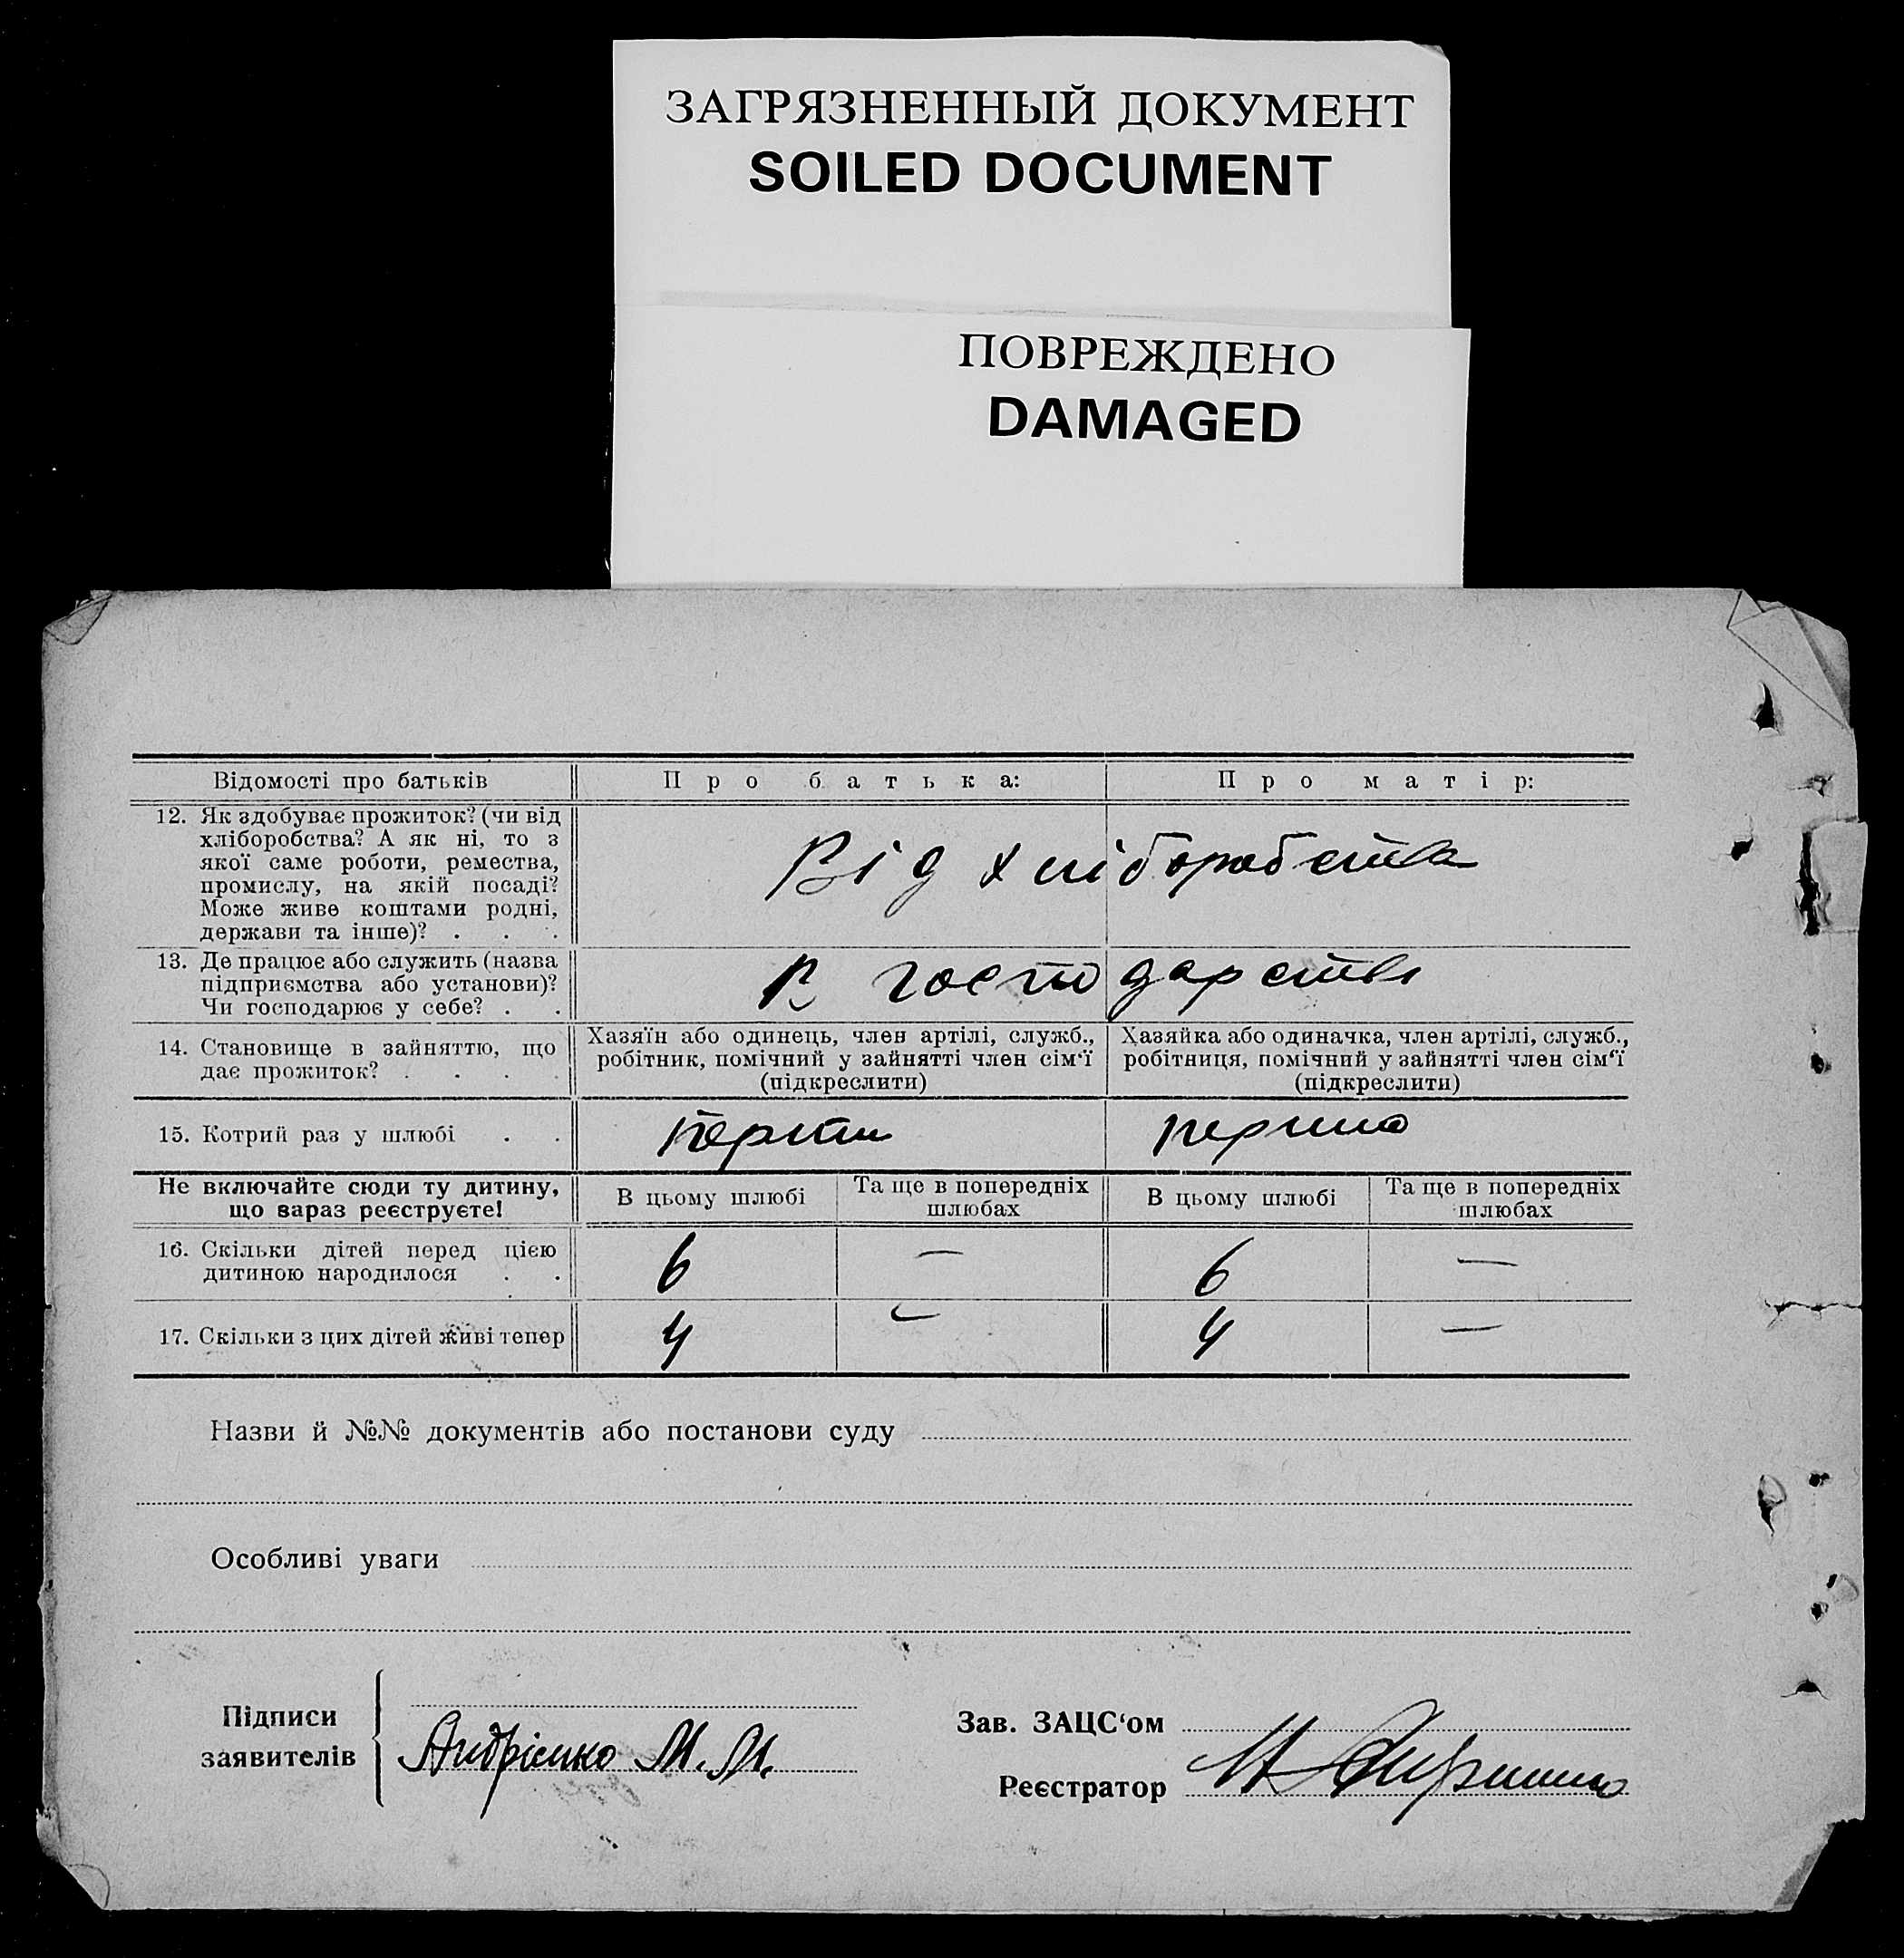 ЗАГРЯЗНЕННЫЙ ДОКУМЕНТ
SOILED DOCUMENT
ПОВРЕЖДЕНО
DAMAGED
Відомості про батьків
Про батька:
Про матір:
12. Як здобуває прожиток? (чи від
хліборобства? А як ні, то з
якої саме роботи, ремества,
промислу, на якій посаді?
Може живе коштами родні,
держави та інше)? . . .
Від хліборобства
13. Де працює або служить (назва
підприємства або установи)?
Чи господарює у себе? . .
В господарстві
14. Становище в зайняттю, що
дає прожиток? . . . .
Хазяїн або одинець, член артілі, служб.,
робітник, помічний у зайнятті член сім'ї
(підкреслити)
Хазяйка або одиначка, член артілі, служб.,
робітниця, помічний у зайнятті член сім'ї
(підкреслити)
15. Котрий раз у шлюбі . .
перший
перша
Не включайте сюди ту дитину,
що зараз реєструєте!
В цьому шлюбі
Та ще в попередніх
шлюбах
В цьому шлюбі
Та ще в попередніх
шлюбах
16. Скільки дітей перед цією
дитиною народилося . .
6 — 6 —
17. Скільки з цих дітей живі тепер
4 — 4 —
Назви й №№ документів або постанови суду
Особливі уваги
Підписи
заявителів
Андрієнко М. М.
Зав. ЗАЦС'ом
Реєстратор